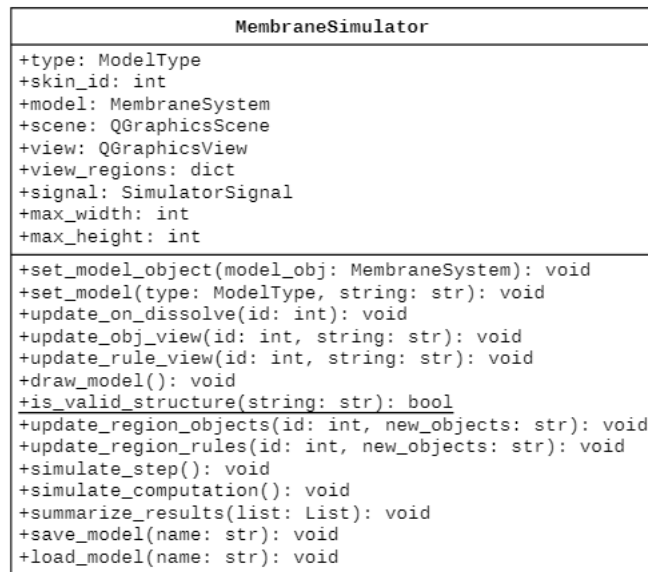 MembraneSimulator
+type: ModelType
+skin_id: int
+model: MembraneSystem
+scene: QGraphicsScene
+view: QGraphicsView
+view_regions: dict
+signal: SimulatorSignal
+max_width: int
+max_height: int
+set_model_object(model_obj: MembraneSystem): void
+set_model(type: ModelType, string: str): void
+update_on_dissolve(id: int): void
+update_obj_view(id: int, string: str): void
+update_rule_view(id: int, string: str): void
+draw_model(): void
+is_valid_structure(string: str): bool
+update_region_objects(id: int, new_objects: str): void
+update_region_rules(id: int, new_objects: str): void
+simulate_step(): void
+simulate_computation(): void
+summarize_results(list: List): void
+save_model(name: str): void
+load_model(name: str): void